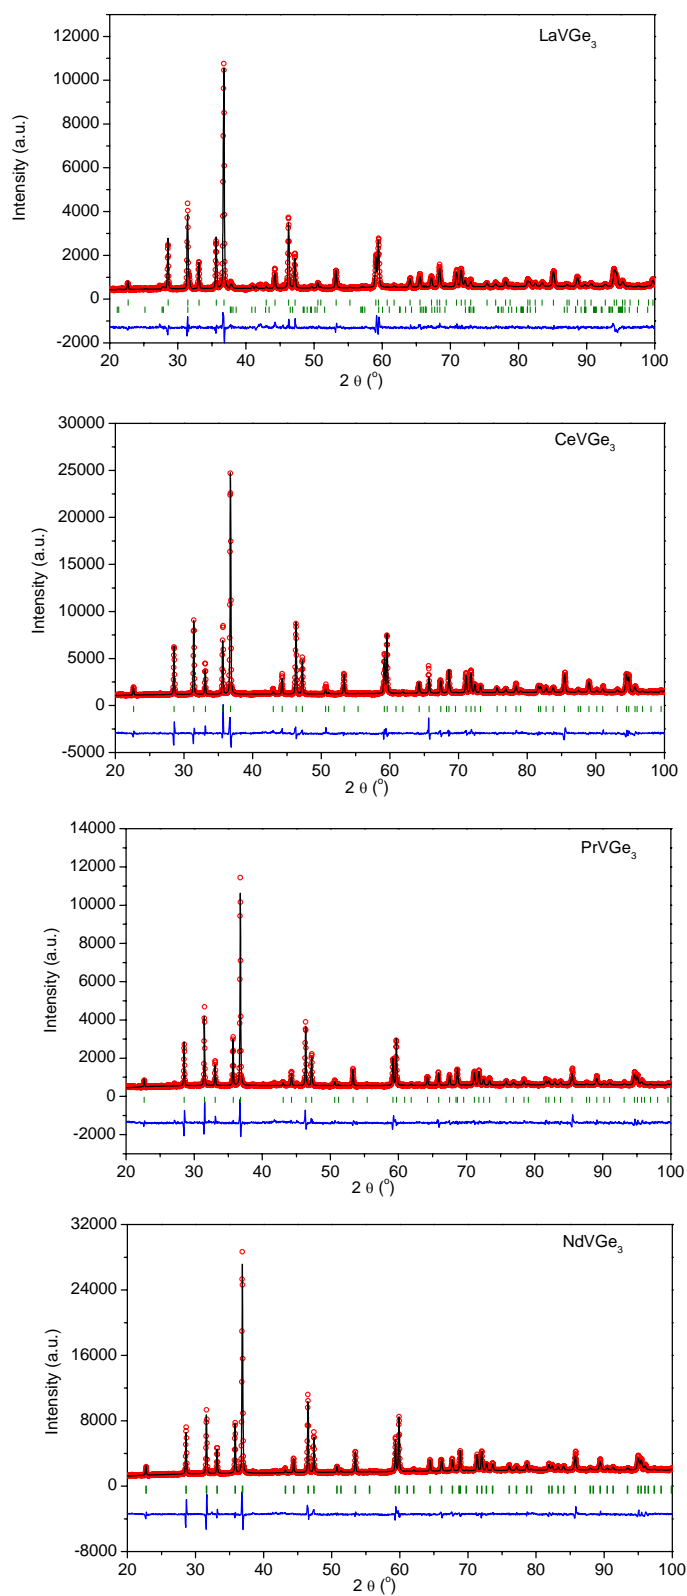 LaVGe3
12000
10000
8000
6000
4000
2000
0
-2000
Intensity (a.u.)
20 30 40 50 60 70 80 90 100
2 θ (°)
CeVGe3
30000
25000
20000
15000
10000
5000
0
-5000
Intensity (a.u.)
20 30 40 50 60 70 80 90 100
2 θ (°)
PrVGe3
14000
12000
10000
8000
6000
4000
2000
0
-2000
Intensity (a.u.)
20 30 40 50 60 70 80 90 100
2 θ (°)
NdVGe3
32000
24000
16000
8000
0
-8000
Intensity (a.u.)
20 30 40 50 60 70 80 90 100
2 θ (°)